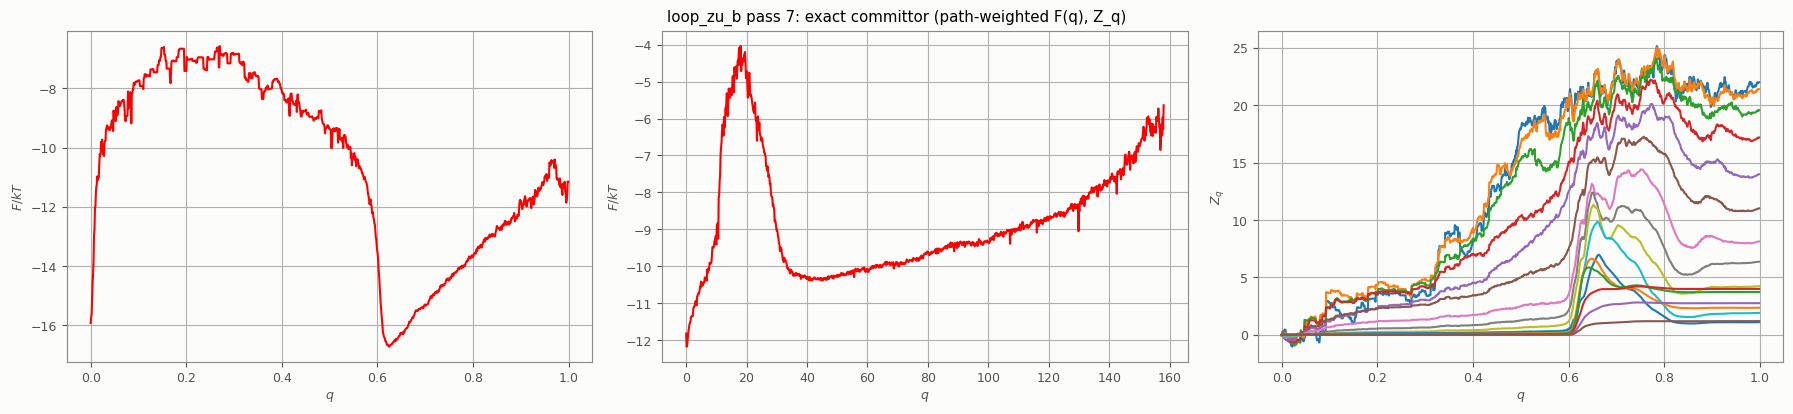 loop_zu_b pass 7: exact committor (path-weighted F(q), Z_q)
F/kT
−8
−10
−12
−14
−16
0.0 0.2 0.4 0.6 0.8 1.0
q
F/kT
−4
−5
−6
−7
−8
−9
−10
−11
−12
0 20 40 60 80 100 120 140 160
q
Zq
25
20
15
10
5
0
0.0 0.2 0.4 0.6 0.8 1.0
q